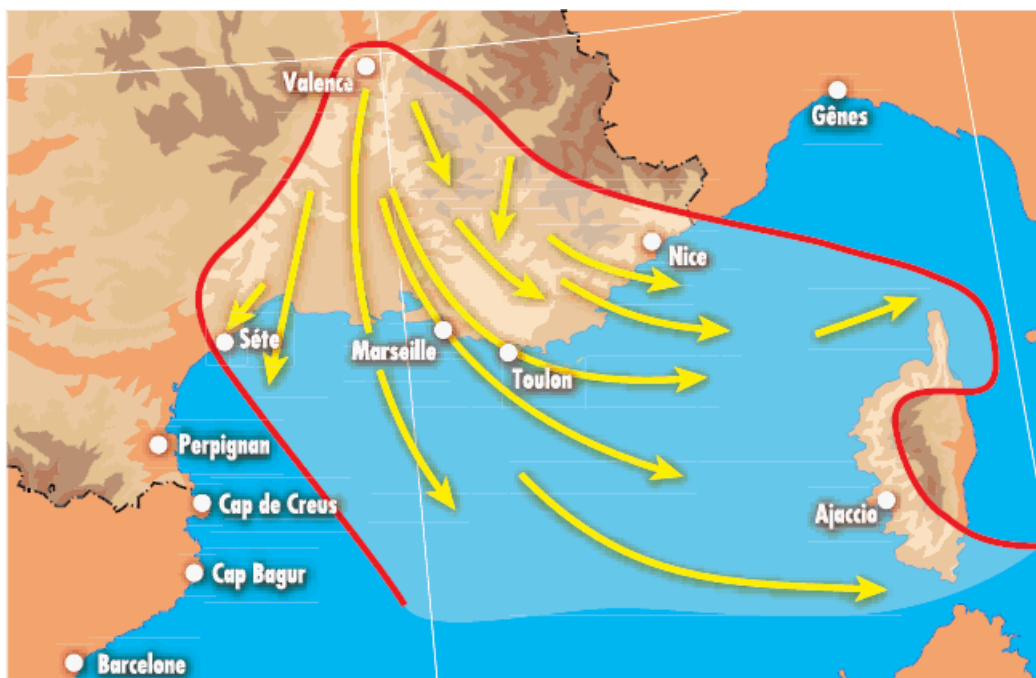 Valence
Gênes
Nice
Séte
Marseille
Toulon
Perpignan
Cap de Creus
Ajaccio
Cap Bagur
Barcelone